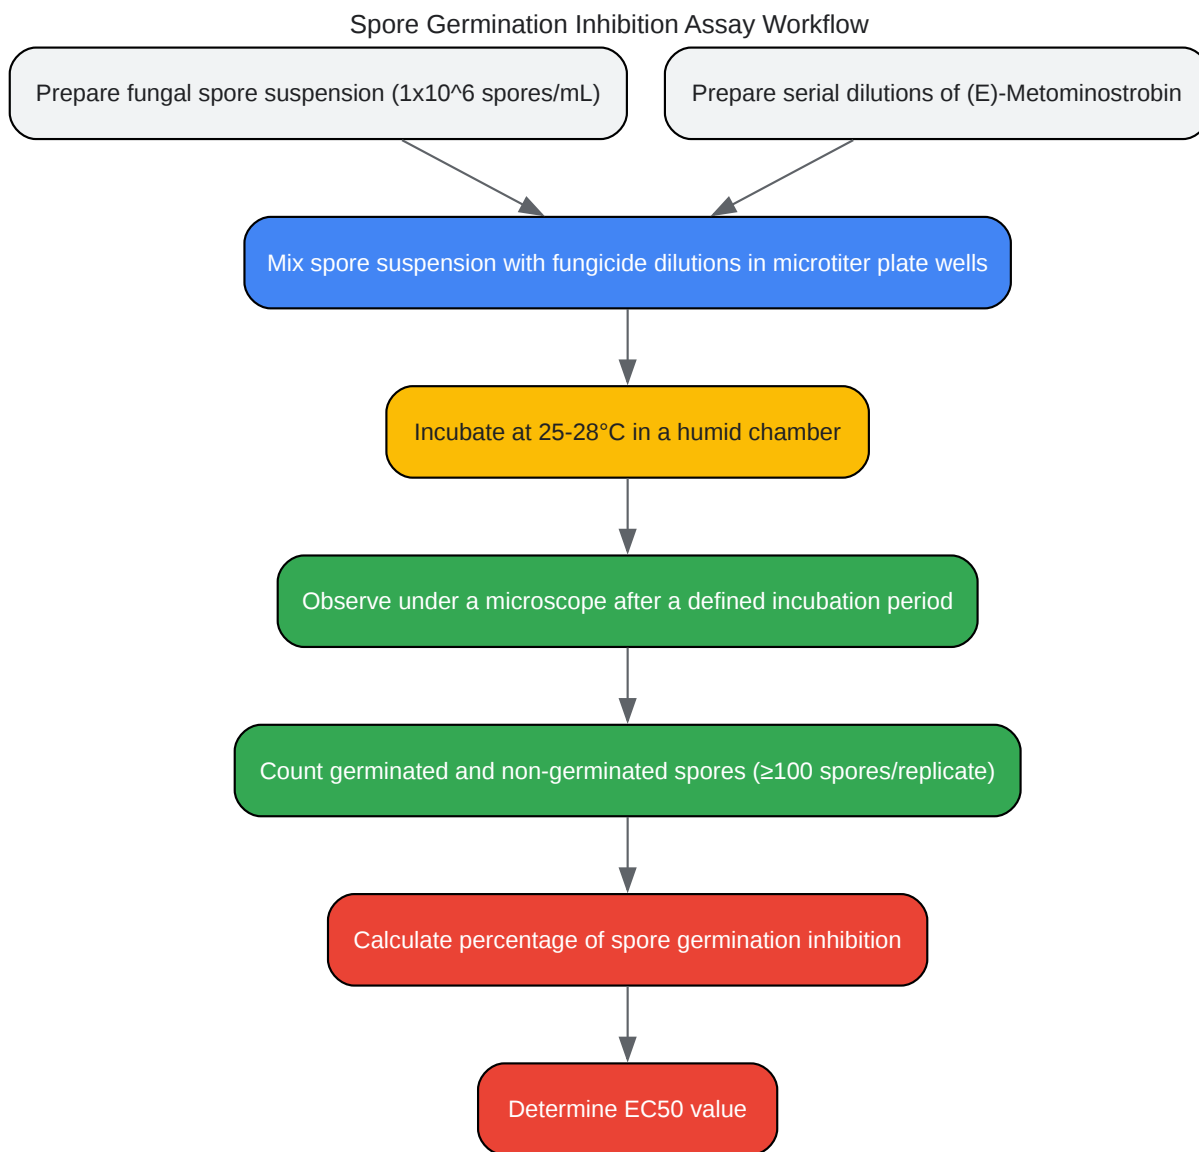 Spore Germination Inhibition Assay Workflow
Prepare fungal spore suspension (1x10^6 spores/mL)
Prepare serial dilutions of (E)-Metominostrobin
Mix spore suspension with fungicide dilutions in microtiter plate wells
Incubate at 25-28°C in a humid chamber
Observe under a microscope after a defined incubation period
Count germinated and non-germinated spores (≥100 spores/replicate)
Calculate percentage of spore germination inhibition
Determine EC50 value